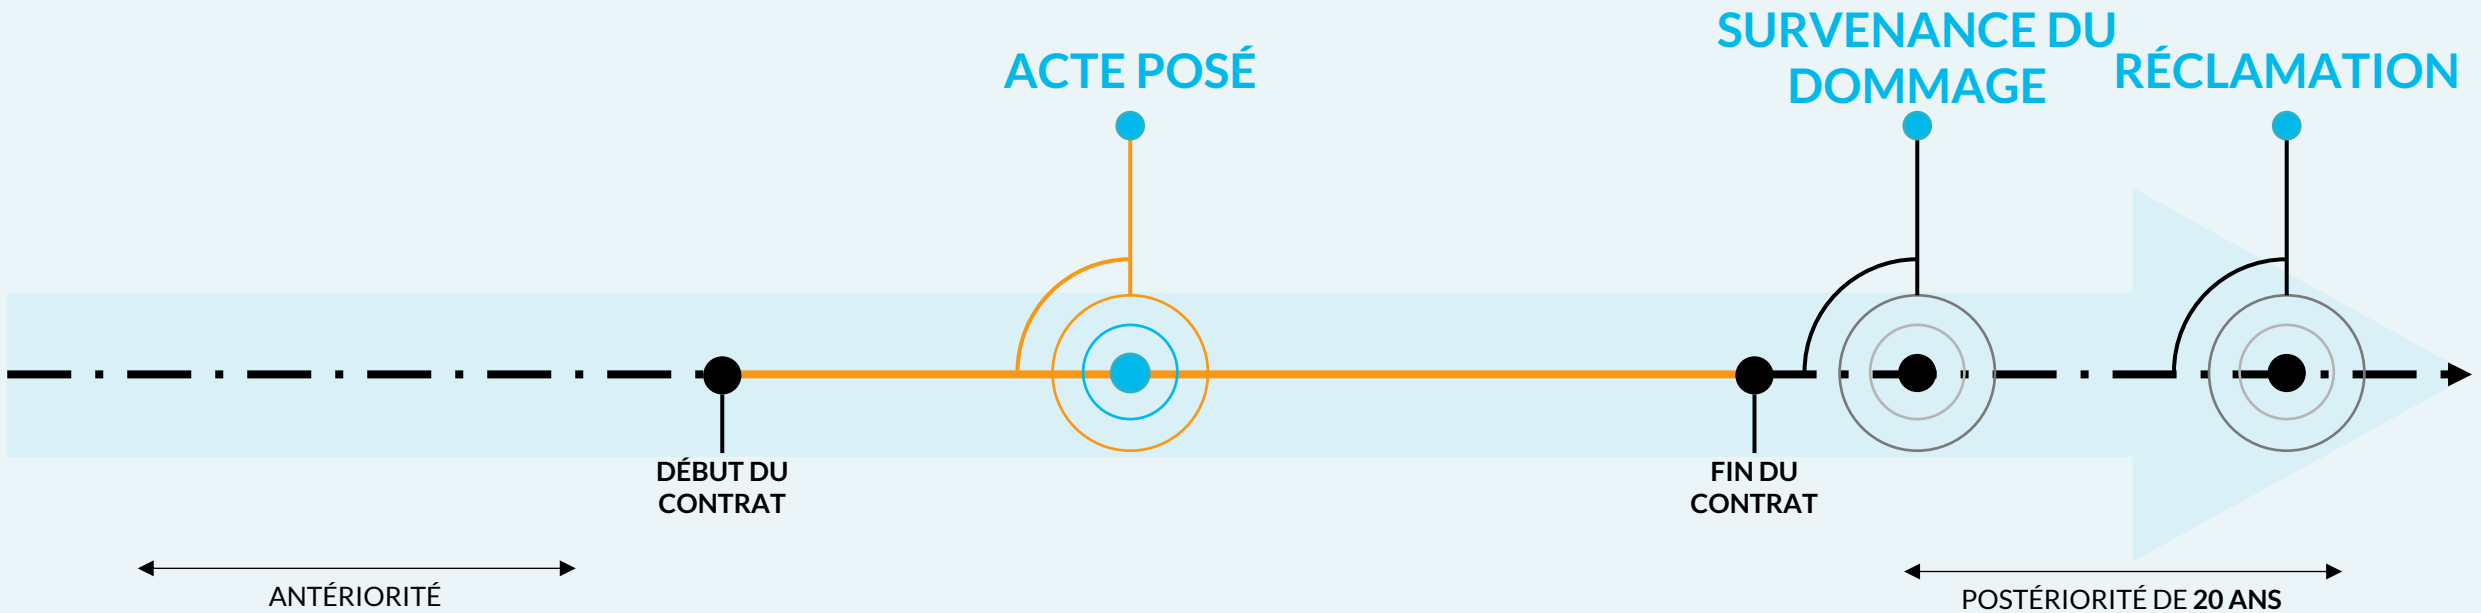 ACTE POSÉ
SURVENANCE DU
DOMMAGE
RÉCLAMATION
DÉBUT DU
CONTRAT
FIN DU
CONTRAT
ANTÉRIORITÉ
POSTÉRIORITÉ DE 20 ANS